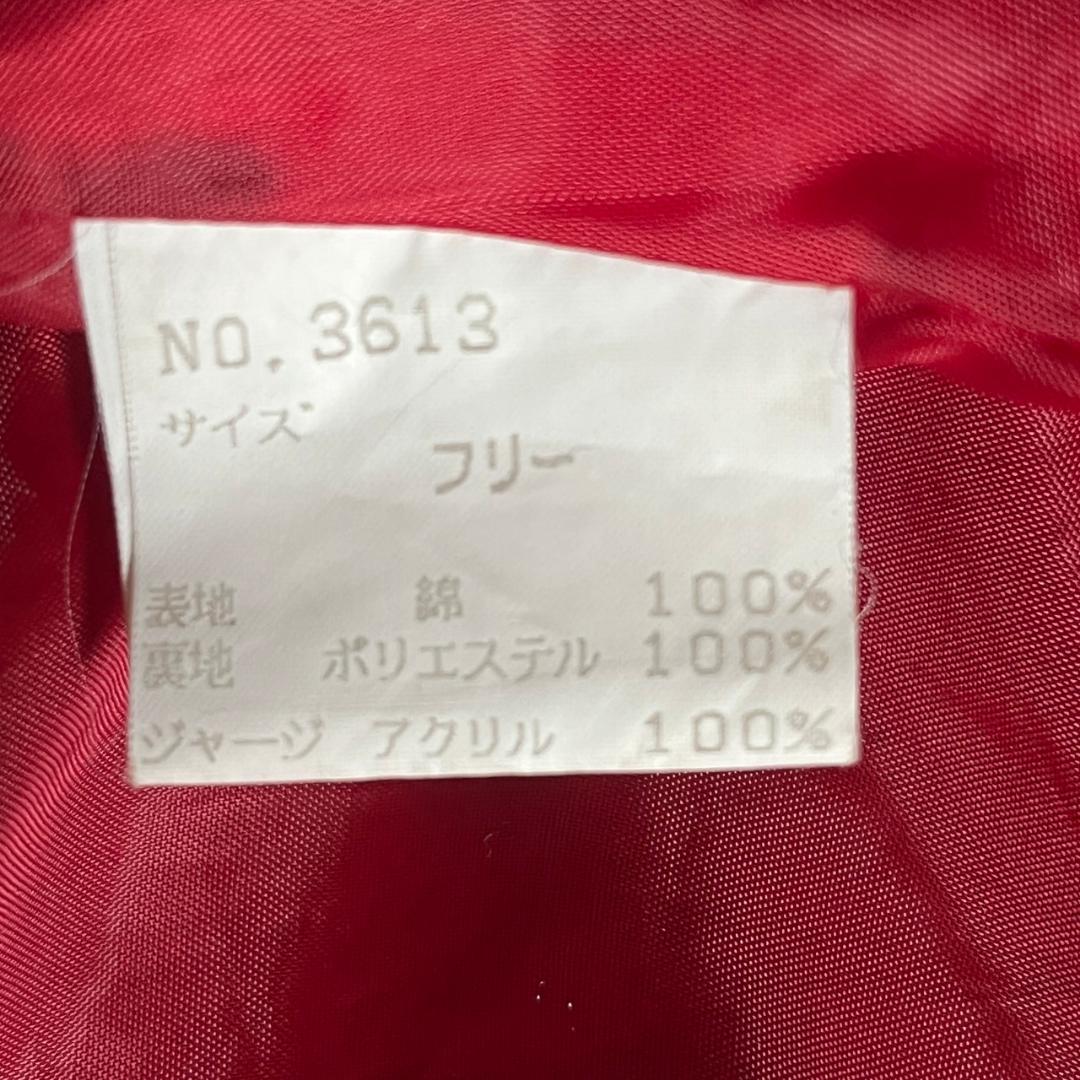 NO.3613
サイズ
フリー
表地 綿 100%
裏地 ポリエステル 100%
ジャージ アクリル 100%